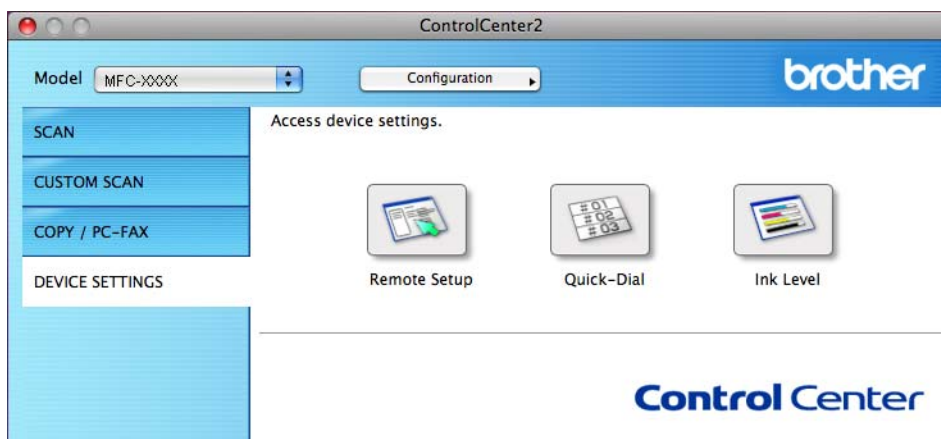 ControlCenter2
Model MFC-XXXX Configuration brother
SCAN
CUSTOM SCAN
COPY / PC-FAX
DEVICE SETTINGS
Access device settings.
#01
#02
#03
Remote Setup Quick-Dial Ink Level
Control Center